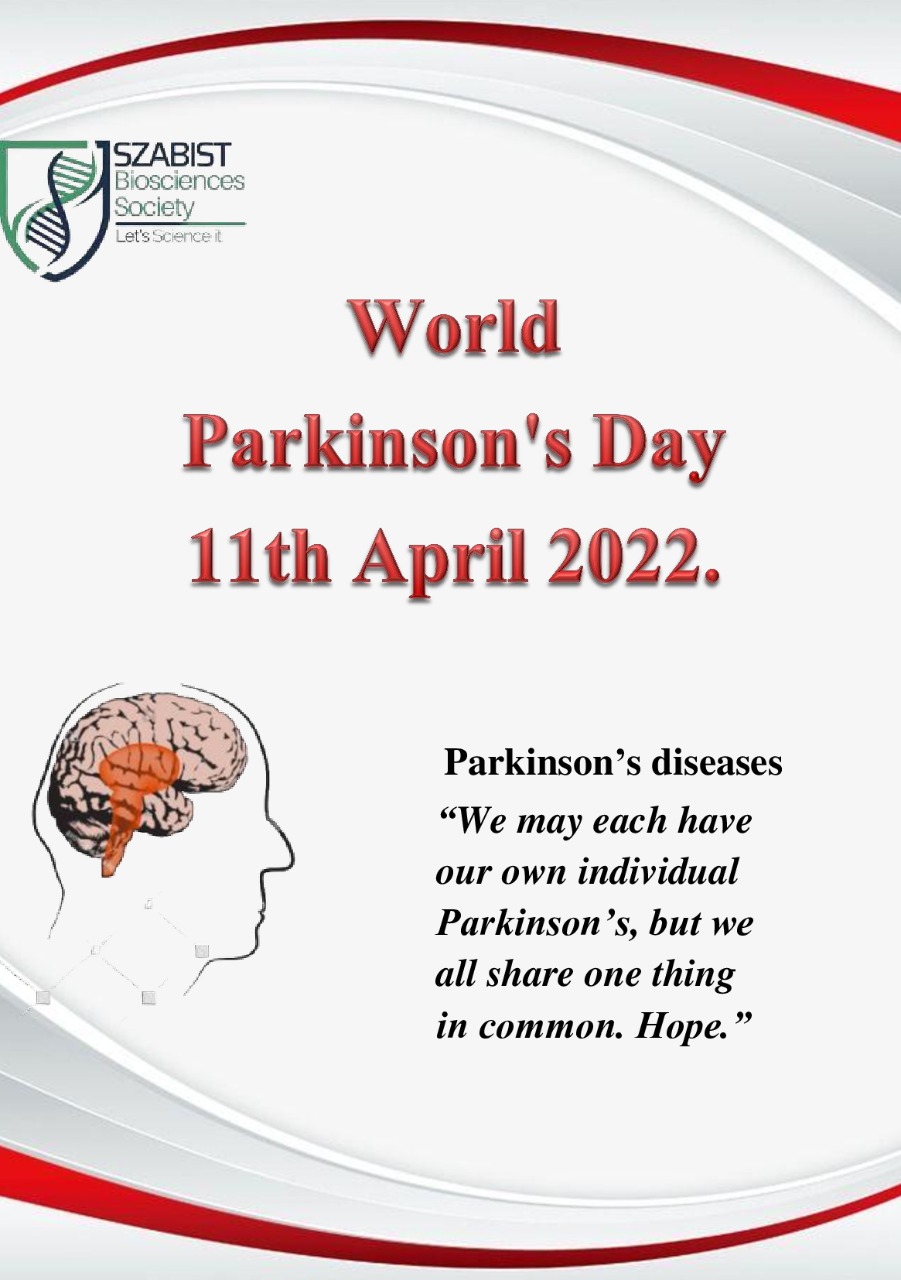 SZABIST
Biosciences
Society
Let's Science it
World
Parkinson's Day
11th April 2022.
Parkinson’s diseases
“We may each have
our own individual
Parkinson’s, but we
all share one thing
in common. Hope.”